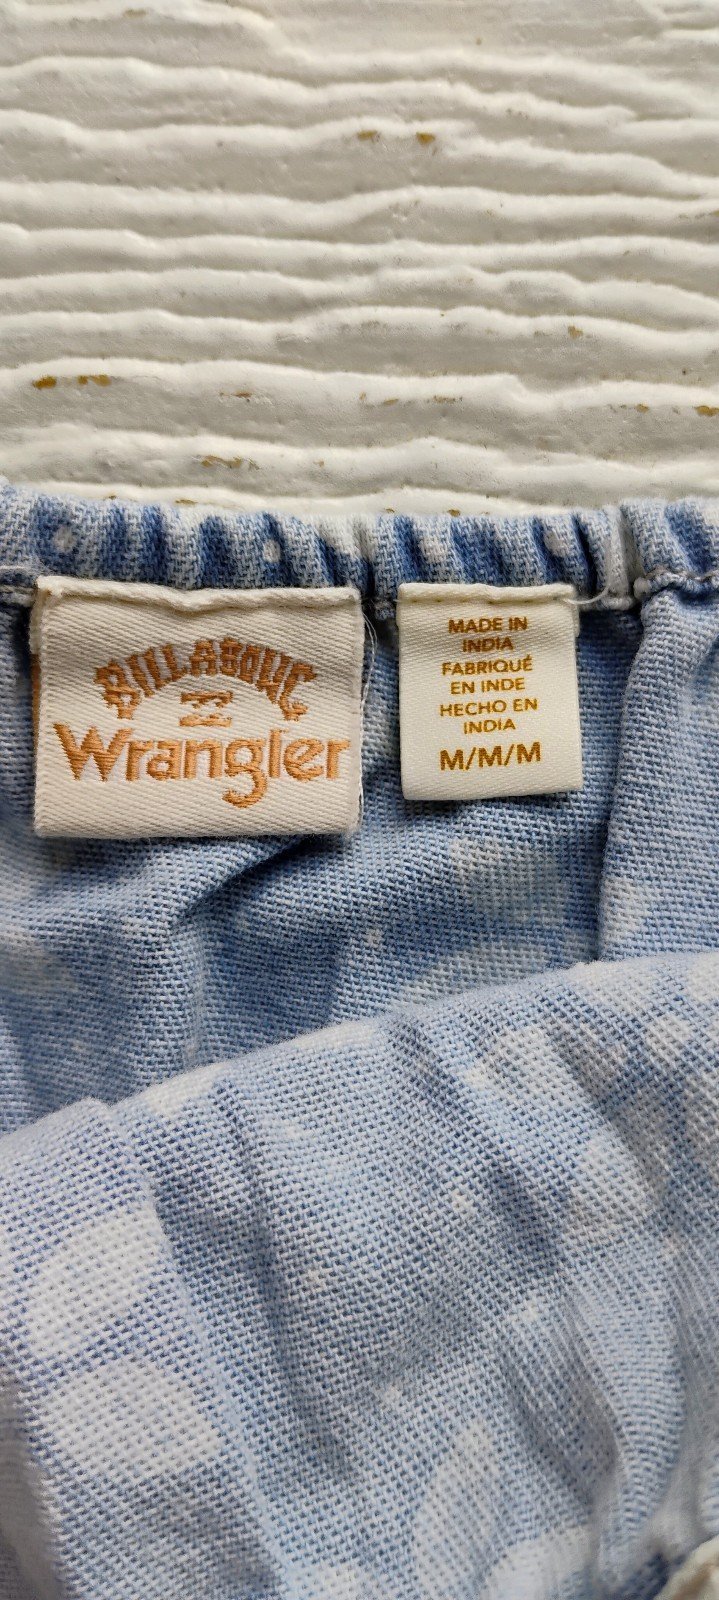 BILLABONG
Wrangler
MADE IN
INDIA
FABRIQUÉ
EN INDE
HECHO EN
INDIA
M/M/M